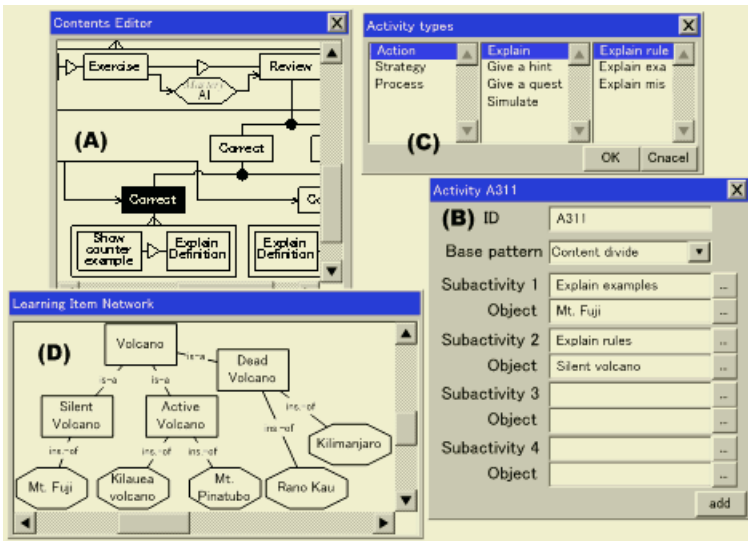 Contents Editor
Exercise
Review
AI
(A)
Correct
Correct
Show
counter
example
Explain
Definition
Explain
Definition
Activity types
Action
Strategy
Process
Explain
Give a hint
Give a quest
Simulate
Explain rule
Explain exa
Explain mis
(C)
OK Cnacel
Activity A311
(B) ID A311
Base pattern Content divide
Subactivity 1 Explain examples ...
Object Mt. Fuji ...
Subactivity 2 Explain rules ...
Object Silent volcano ...
Subactivity 3 ...
Object ...
Subactivity 4 ...
Object ...
add
Learning Item Network
(D)
Volcano
is-a
Dead
Volcano
is-a
is-a
Silent
Volcano
Active
Volcano
ins.-of
ins.-of
ins.-of
ins.-of
ins.-of
Kilimanjaro
Mt. Fuji
Kilauea
volcano
Mt.
Pinatubo
Rano Kau